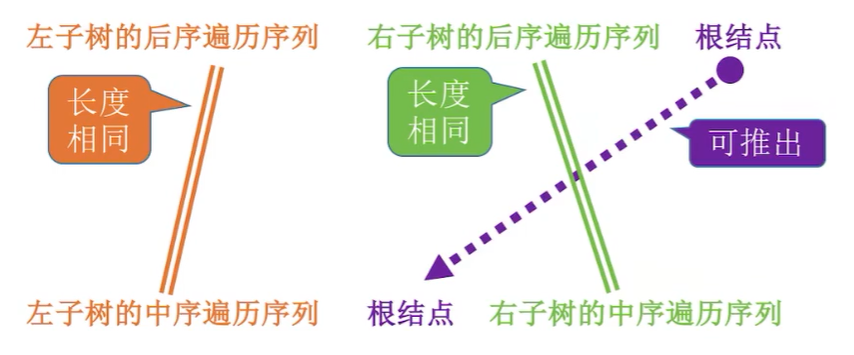 左子树的后序遍历序列 右子树的后序遍历序列 根结点
长度
相同
长度
相同
可推出
左子树的中序遍历序列 根结点 右子树的中序遍历序列